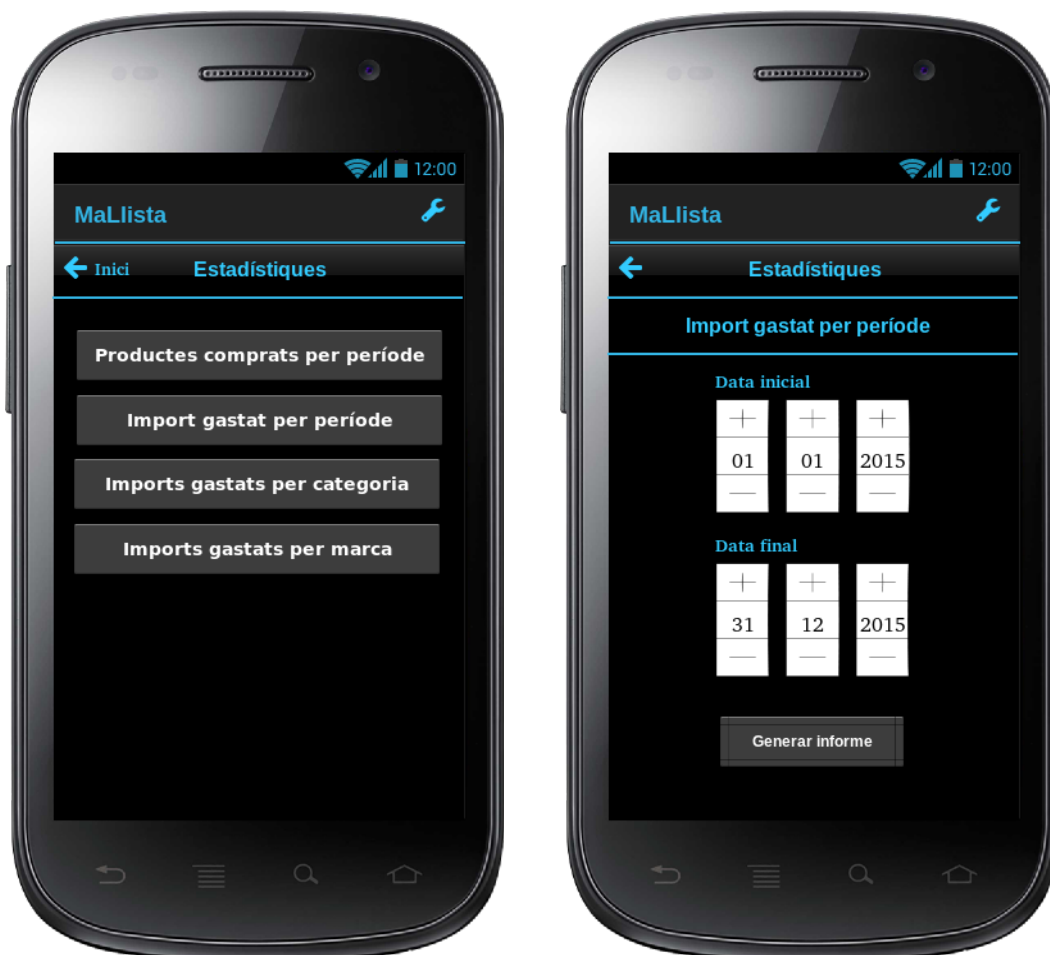 12:00
MaLlista
Inici Estadístiques
Productes comprats per període
Import gastat per període
Imports gastats per categoria
Imports gastats per marca
12:00
MaLlista
Estadístiques
Import gastat per període
Data inicial
01 01 2015
Data final
31 12 2015
Generar informe